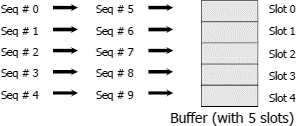 Seq # 0 Seq # 5 Slot 0
Seq # 1 Seq # 6 Slot 1
Seq # 2 Seq # 7 Slot 2
Seq # 3 Seq # 8 Slot 3
Seq # 4 Seq # 9 Slot 4
Buffer (with 5 slots)